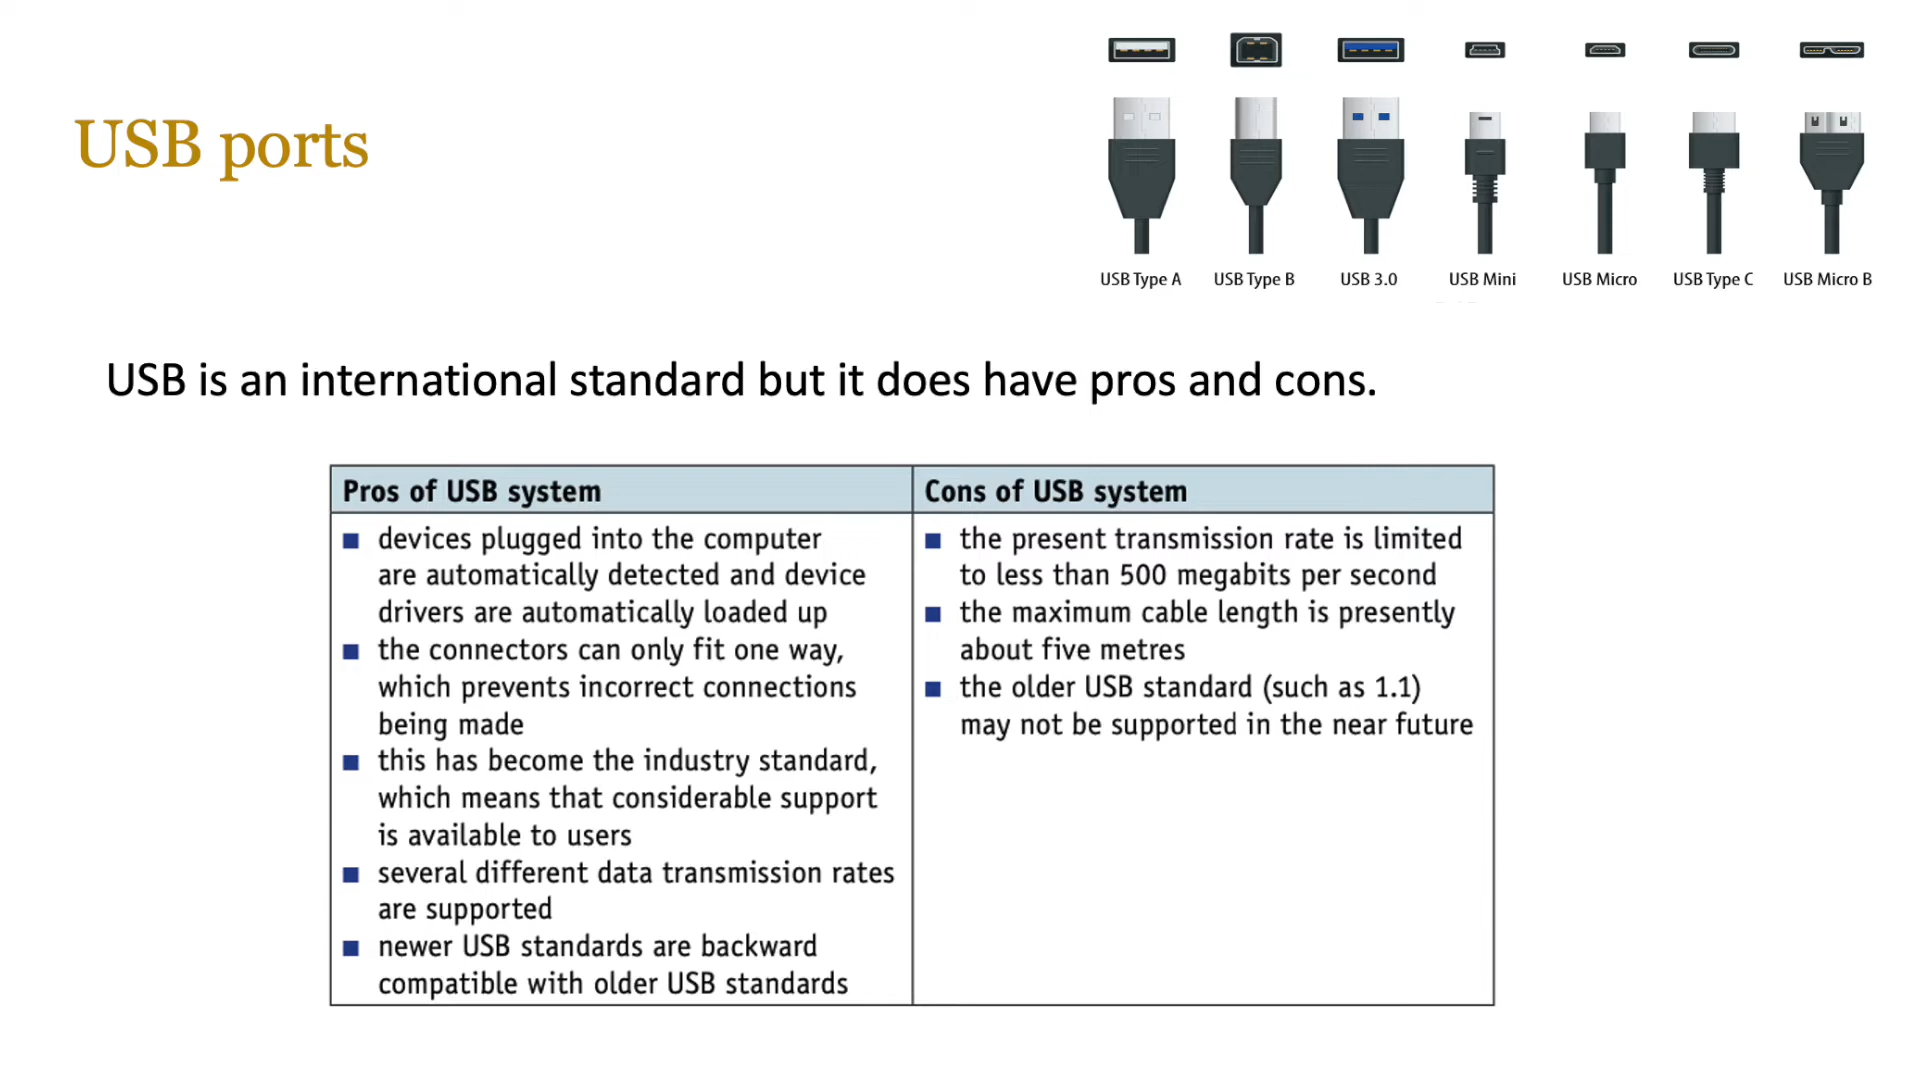 USB ports
USB Type A
USB Type B
USB 3.0
USB Mini
USB Micro
USB Type C
USB Micro B
USB is an international standard but it does have pros and cons.
Pros of USB system
devices plugged into the computer
are automatically detected and device
drivers are automatically loaded up
the connectors can only fit one way,
which prevents incorrect connections
being made
this has become the industry standard,
which means that considerable support
is available to users
several different data transmission rates
are supported
newer USB standards are backward
compatible with older USB standards
Cons of USB system
the present transmission rate is limited
to less than 500 megabits per second
the maximum cable length is presently
about five metres
the older USB standard (such as 1.1)
may not be supported in the near future